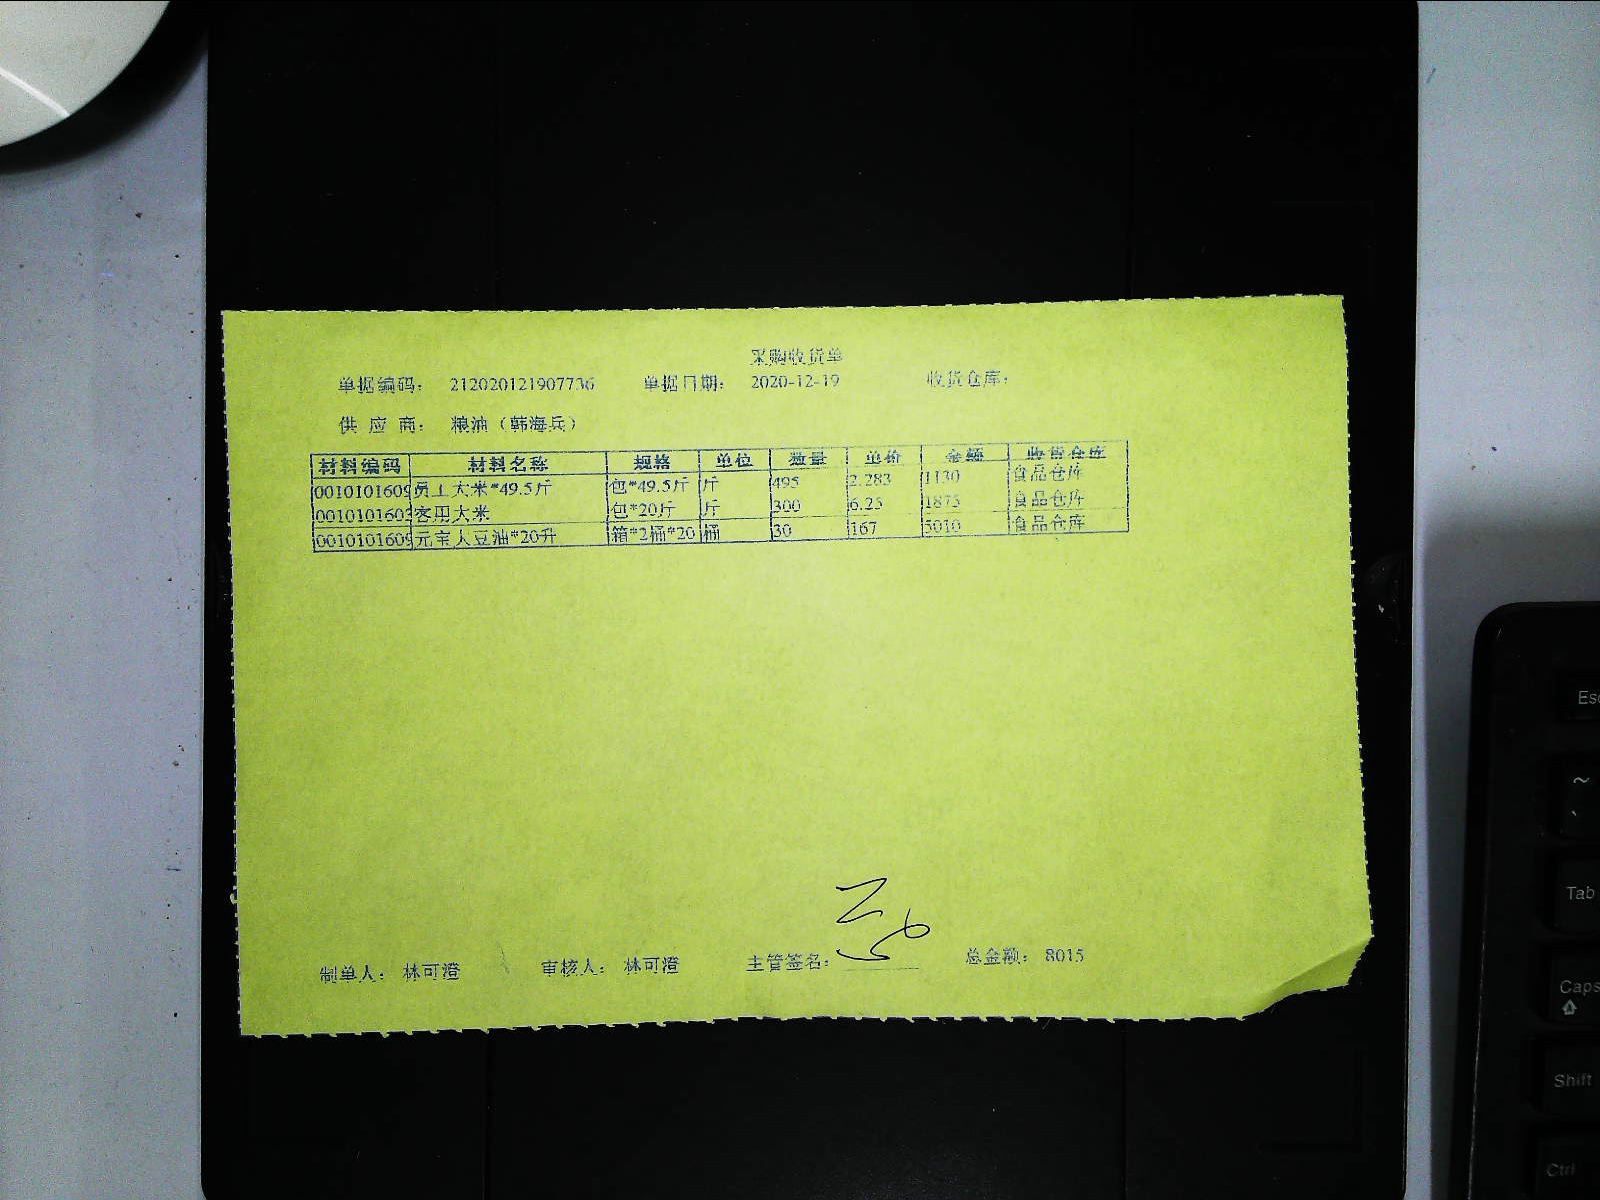 采购收货单
单据编码： 212020121907736 单据日期： 2020-12-19 收货仓库：
供 应 商： 粮油（韩海兵）
材料编码 材料名称 规格 单位 数量 单价 金额 收货仓库
0010101609 员工大米*49.5斤 包*49.5斤 斤 495 2.283 1130 食品仓库
0010101603 客用大米 包*20斤 斤 300 6.25 1875 食品仓库
0010101609 元宝大豆油*20升 箱*2桶*20 桶 30 167 5010 食品仓库
制单人： 林可澄 审核人： 林可澄 主管签名： 总金额： 8015
Esc
~
`
Tab
Caps
Shift
Ctrl